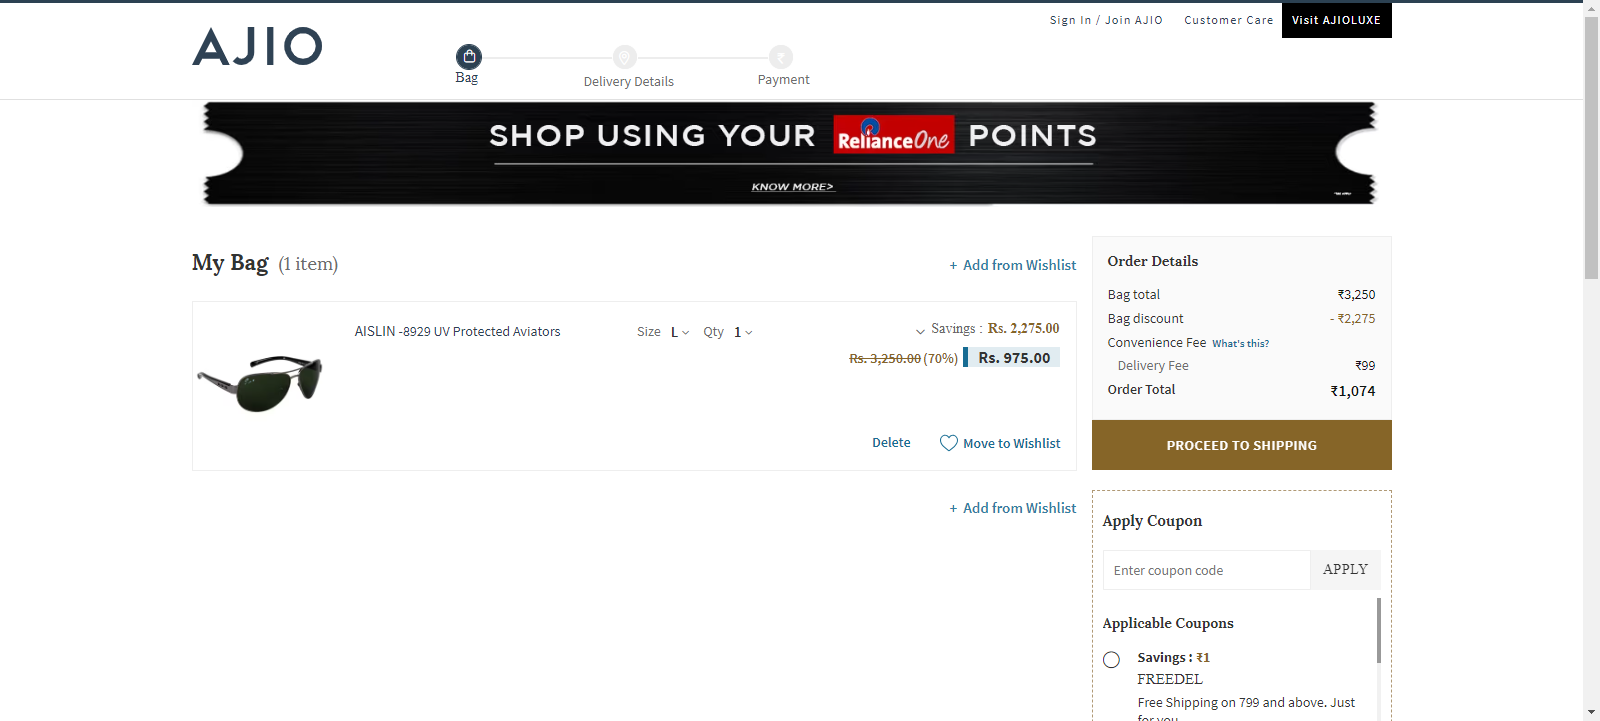 Sign In / Join AJIO
Customer Care
Visit AJIOLUXE
AJIO
Bag
Delivery Details
Payment
SHOP USING YOUR RelianceOne POINTS
KNOW MORE>
My Bag (1 item)
+ Add from Wishlist
AISLIN -8929 UV Protected Aviators
Size L
Qty 1
Savings : Rs. 2,275.00
Rs. 3,250.00 (70%) Rs. 975.00
Delete
Move to Wishlist
+ Add from Wishlist
Order Details
Bag total ₹3,250
Bag discount - ₹2,275
Convenience Fee What's this?
Delivery Fee ₹99
Order Total ₹1,074
PROCEED TO SHIPPING
Apply Coupon
Enter coupon code APPLY
Applicable Coupons
Savings : ₹1
FREEDEL
Free Shipping on 799 and above. Just
for you